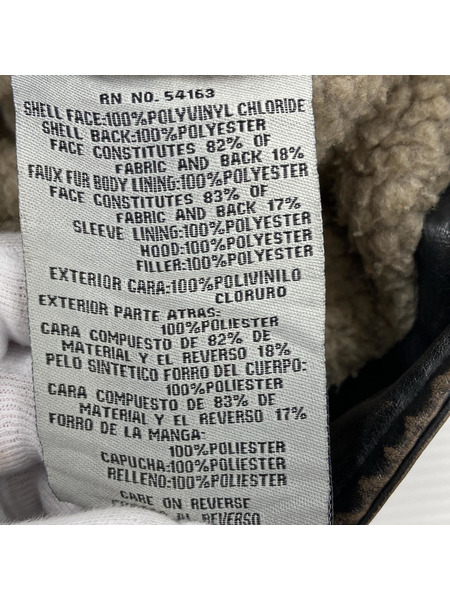 RN NO. 54163
SHELL FACE:100%POLYVINYL CHLORIDE
SHELL BACK:100%POLYESTER
FACE CONSTITUTES 82% OF
FABRIC AND BACK 18%
FAUX FUR BODY LINING:100%POLYESTER
FACE CONSTITUTES 83% OF
FABRIC AND BACK 17%
SLEEVE LINING:100%POLYESTER
HOOD:100%POLYESTER
FILLER:100%POLYESTER
EXTERIOR CARA:100%POLIVINILO
CLORURO
EXTERIOR PARTE ATRAS:
100%POLIESTER
CARA COMPUESTO DE 82% DE
MATERIAL Y EL REVERSO 18%
PELO SINTETICO FORRO DEL CUERPO:
100%POLIESTER
CARA COMPUESTO DE 83% DE
MATERIAL Y EL REVERSO 17%
FORRO DE LA MANGA:
100%POLIESTER
CAPUCHA:100%POLIESTER
RELLENO:100%POLIESTER
CARE ON REVERSE
AL REVERSO